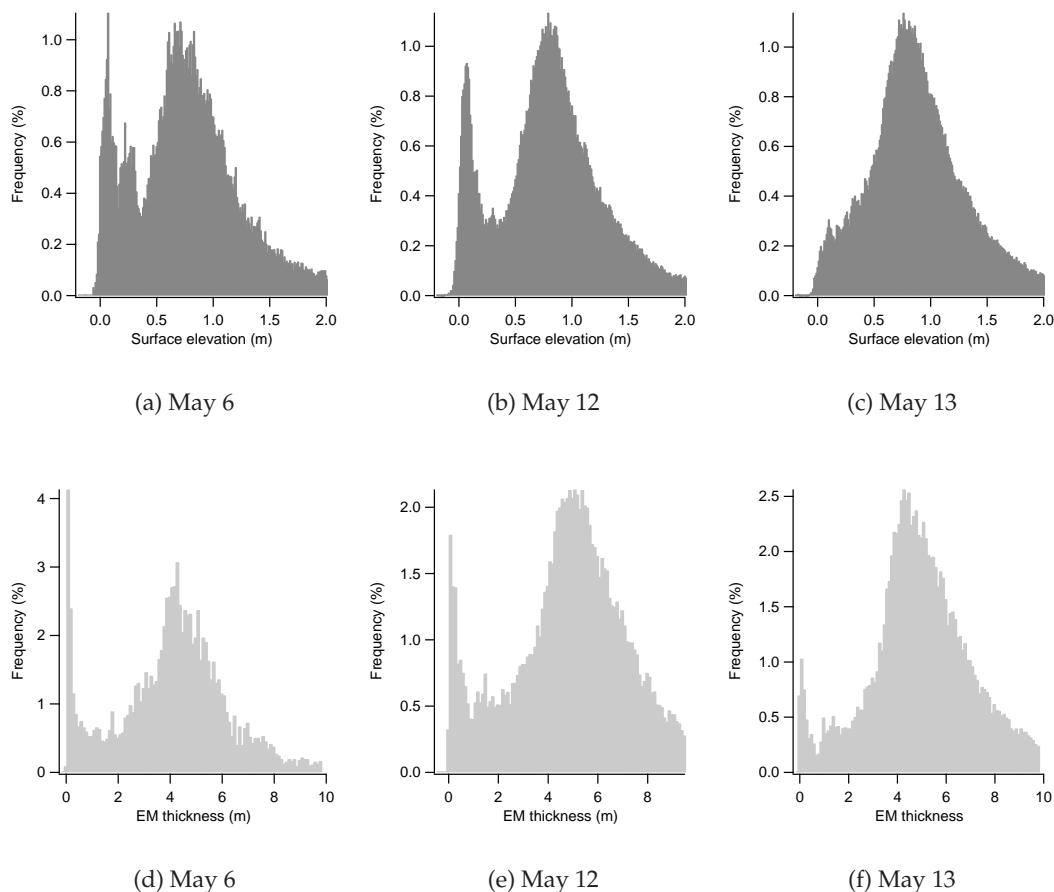 Frequency (%)
1.0
0.8
0.6
0.4
0.2
0.0
0.0 0.5 1.0 1.5 2.0
Surface elevation (m)
(a) May 6
Frequency (%)
1.0
0.8
0.6
0.4
0.2
0.0
0.0 0.5 1.0 1.5 2.0
Surface elevation (m)
(b) May 12
Frequency (%)
1.0
0.8
0.6
0.4
0.2
0.0
0.0 0.5 1.0 1.5 2.0
Surface elevation (m)
(c) May 13
Frequency (%)
4
3
2
1
0
0 2 4 6 8 10
EM thickness (m)
(d) May 6
Frequency (%)
2.0
1.5
1.0
0.5
0.0
0 2 4 6 8
EM thickness (m)
(e) May 12
Frequency (%)
2.5
2.0
1.5
1.0
0.5
0.0
0 2 4 6 8 10
EM thickness
(f) May 13